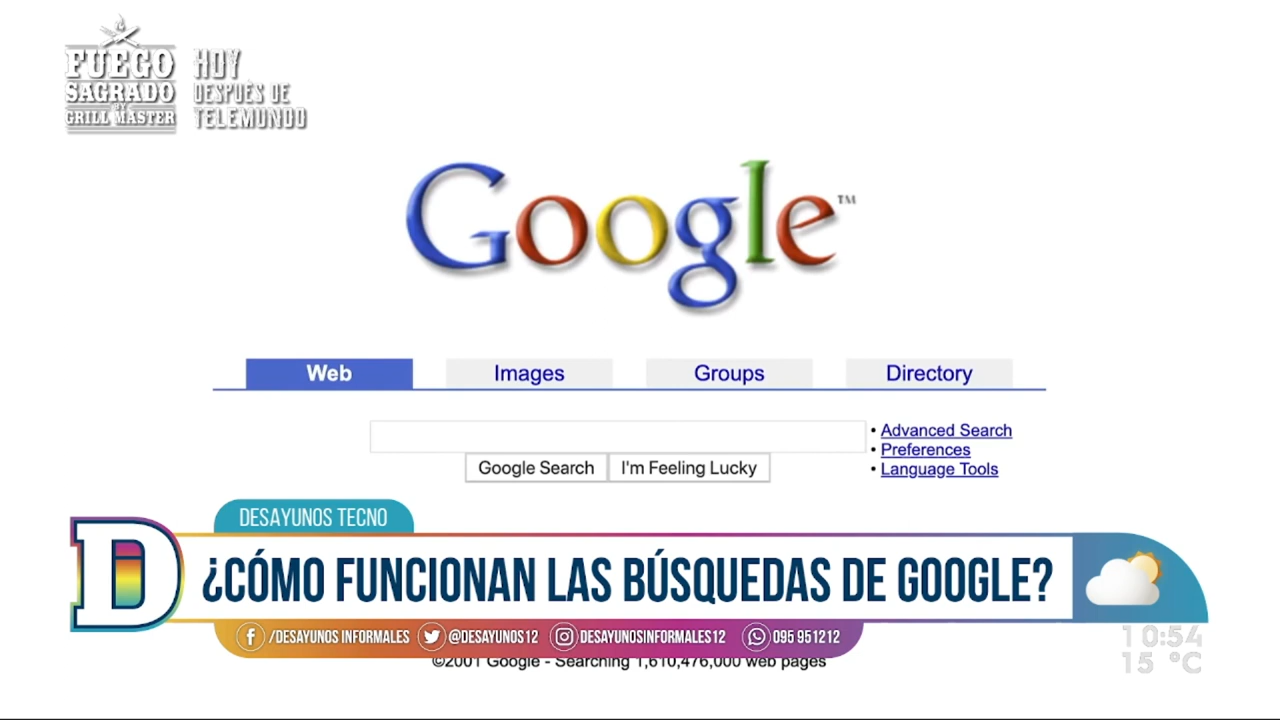 FUEGO
SAGRADO
BY
GRILL MASTER
HOY
DESPUÉS DE
TELEMUNDO
Google™
Web
Images
Groups
Directory
• Advanced Search
• Preferences
• Language Tools
Google Search
I'm Feeling Lucky
DESAYUNOS TECNO
D
¿CÓMO FUNCIONAN LAS BÚSQUEDAS DE GOOGLE?
/DESAYUNOS INFORMALES
@DESAYUNOS12
DESAYUNOSINFORMALES12
095 951212
10:54
15 °C
©2001 Google - Searching 1,610,476,000 web pages